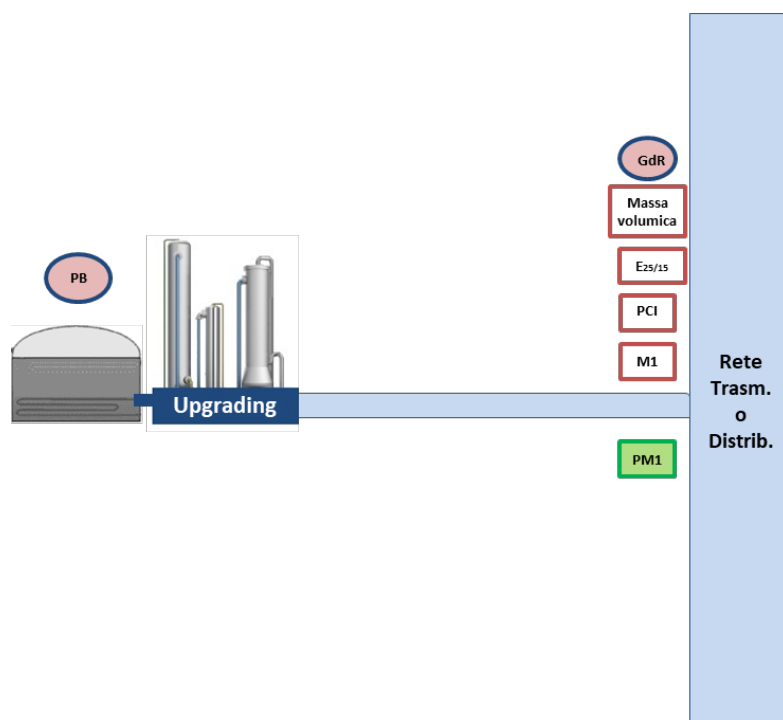 GdR
Massa
volumica
E25/15
PB
PCI
M1
Upgrading
Rete
Trasm.
o
Distrib.
PM1